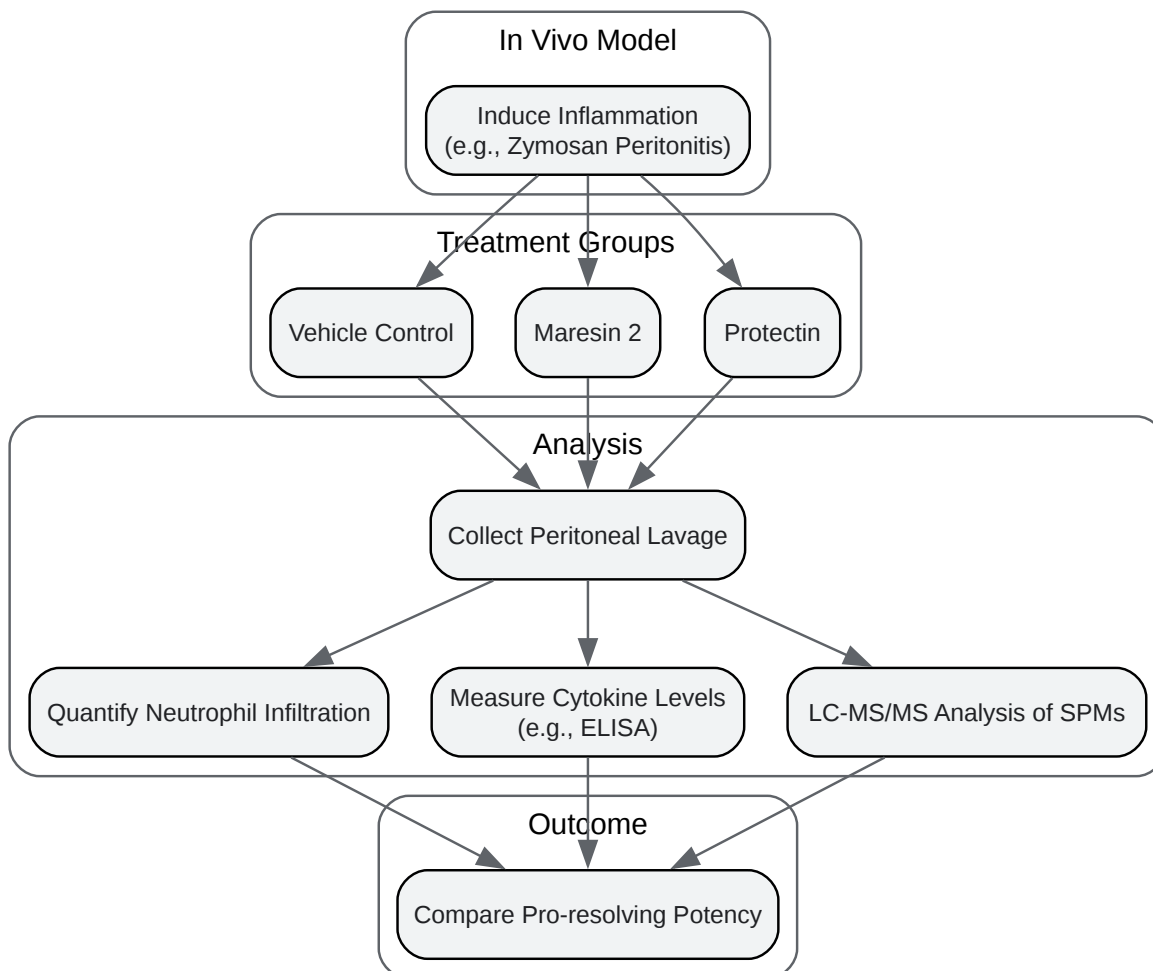 In Vivo Model
Induce Inflammation
(e.g., Zymosan Peritonitis)
Treatment Groups
Vehicle Control
Maresin 2
Protectin
Analysis
Collect Peritoneal Lavage
Quantify Neutrophil Infiltration
Measure Cytokine Levels
(e.g., ELISA)
LC-MS/MS Analysis of SPMs
Outcome
Compare Pro-resolving Potency